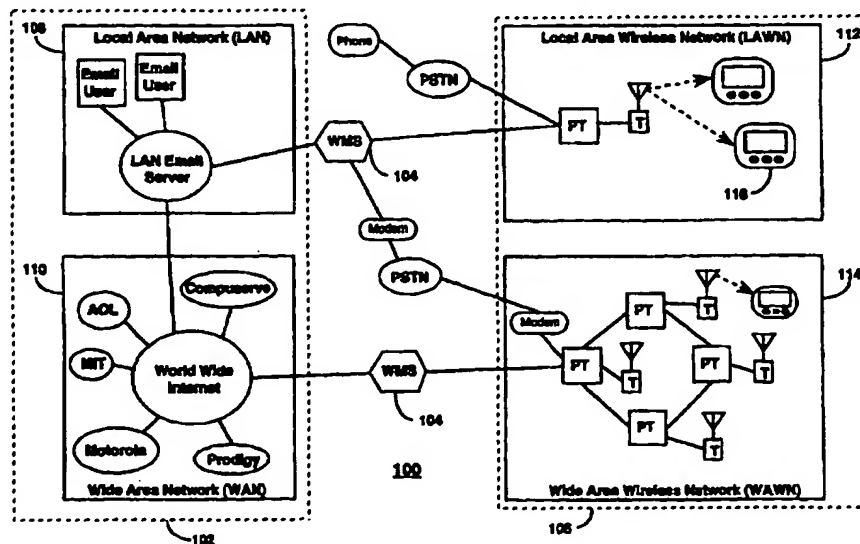 108
Local Area Network (LAN)
Email
User
Email
User
LAN Email
Server
Phone
PSTN
WMS
104
Modem
PSTN
Modem
Local Area Wireless Network (LAWN)
112
PT
T
116
110
Compuserve
AOL
MIT
World Wide
Internet
Motorola
Prodigy
Wide Area Network (WAN)
102
WMS
104
100
114
PT
T
PT
T
PT
T
PT
T
Wide Area Wireless Network (WAWN)
106